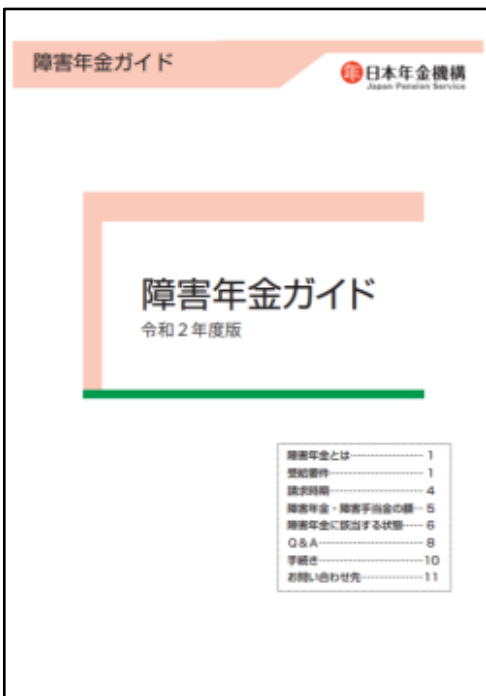 障害年金ガイド
年 日本年金機構
Japan Pension Service
障害年金ガイド
令和2年度版
障害年金とは 1
受給要件 1
請求時期 4
障害年金・障害手当金の額 5
障害年金に該当する状態 6
Q&A 8
手続き 10
お問い合わせ先 11